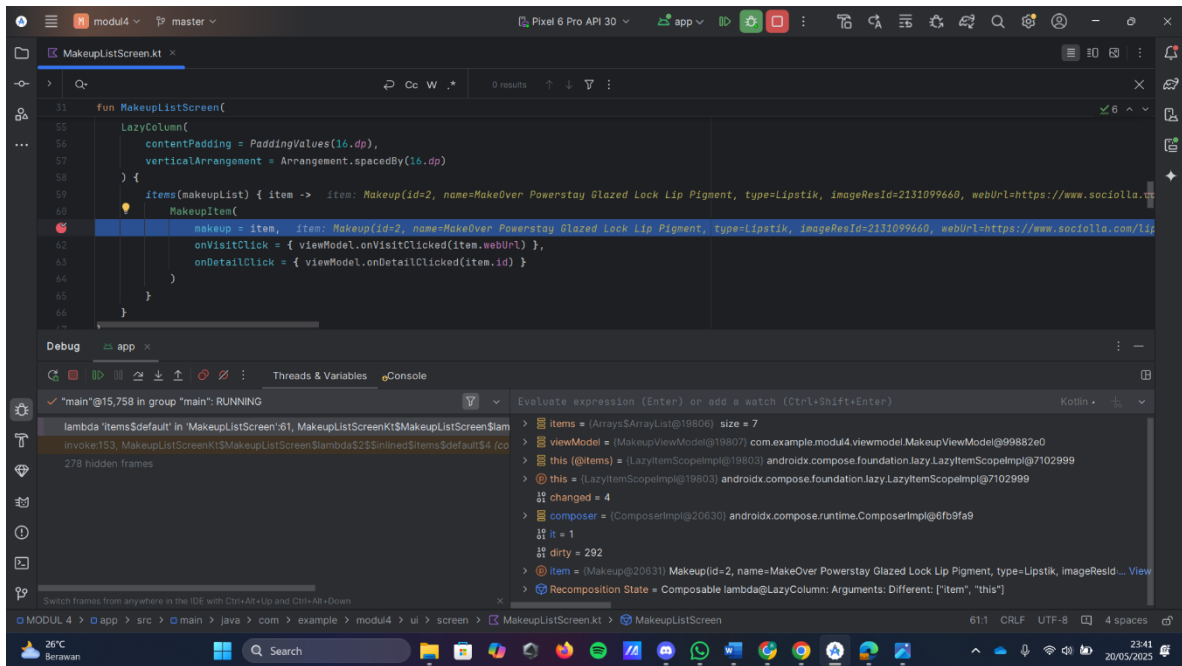 modul4 master Pixel 6 Pro API 30 app
MakeupListScreen.kt
Cc W .* 0 results
31 fun MakeupListScreen(
6
55 LazyColumn(
56 contentPadding = PaddingValues(16.dp),
57 verticalArrangement = Arrangement.spacedBy(16.dp)
58 ) {
59 items(makeupList) { item -> item: Makeup(id=2, name=MakeOver Powerstay Glazed Lock Lip Pigment, type=Lipstik, imageResId=2131099660, webUrl=https://www.sociolla.co
60 MakeupItem(
makeup = item, item: Makeup(id=2, name=MakeOver Powerstay Glazed Lock Lip Pigment, type=Lipstik, imageResId=2131099660, webUrl=https://www.sociolla.com/lip
62 onVisitClick = { viewModel.onVisitClicked(item.webUrl) },
63 onDetailClick = { viewModel.onDetailClicked(item.id) }
64 )
65 }
66 }
Debug app
Threads & Variables Console
"main"@15,758 in group "main": RUNNING
Evaluate expression (Enter) or add a watch (Ctrl+Shift+Enter) Kotlin
lambda 'items$default' in 'MakeupListScreen':61, MakeupListScreenKt$MakeupListScreen$lam
invoke:153, MakeupListScreenKt$MakeupListScreen$lambda$2$$inlined$items$default$4 (co
278 hidden frames
items = {Arrays$ArrayList@19806} size = 7
viewModel = {MakeupViewModel@19807} com.example.modul4.viewmodel.MakeupViewModel@99882e0
this (@items) = {LazyItemScopeImpl@19803} androidx.compose.foundation.lazy.LazyItemScopeImpl@7102999
this = {LazyItemScopeImpl@19803} androidx.compose.foundation.lazy.LazyItemScopeImpl@7102999
changed = 4
composer = {ComposerImpl@20630} androidx.compose.runtime.ComposerImpl@6fb9fa9
it = 1
dirty = 292
item = {Makeup@20631} Makeup(id=2, name=MakeOver Powerstay Glazed Lock Lip Pigment, type=Lipstik, imageResId=... View
Recomposition State = Composable lambda@LazyColumn: Arguments: Different: ["item", "this"]
Switch frames from anywhere in the IDE with Ctrl+Alt+Up and Ctrl+Alt+Down
MODUL 4 > app > src > main > java > com > example > modul4 > ui > screen > MakeupListScreen.kt > MakeupListScreen 61:1 CRLF UTF-8 4 spaces
26°C
Berawan
Search
23:41
20/05/2025